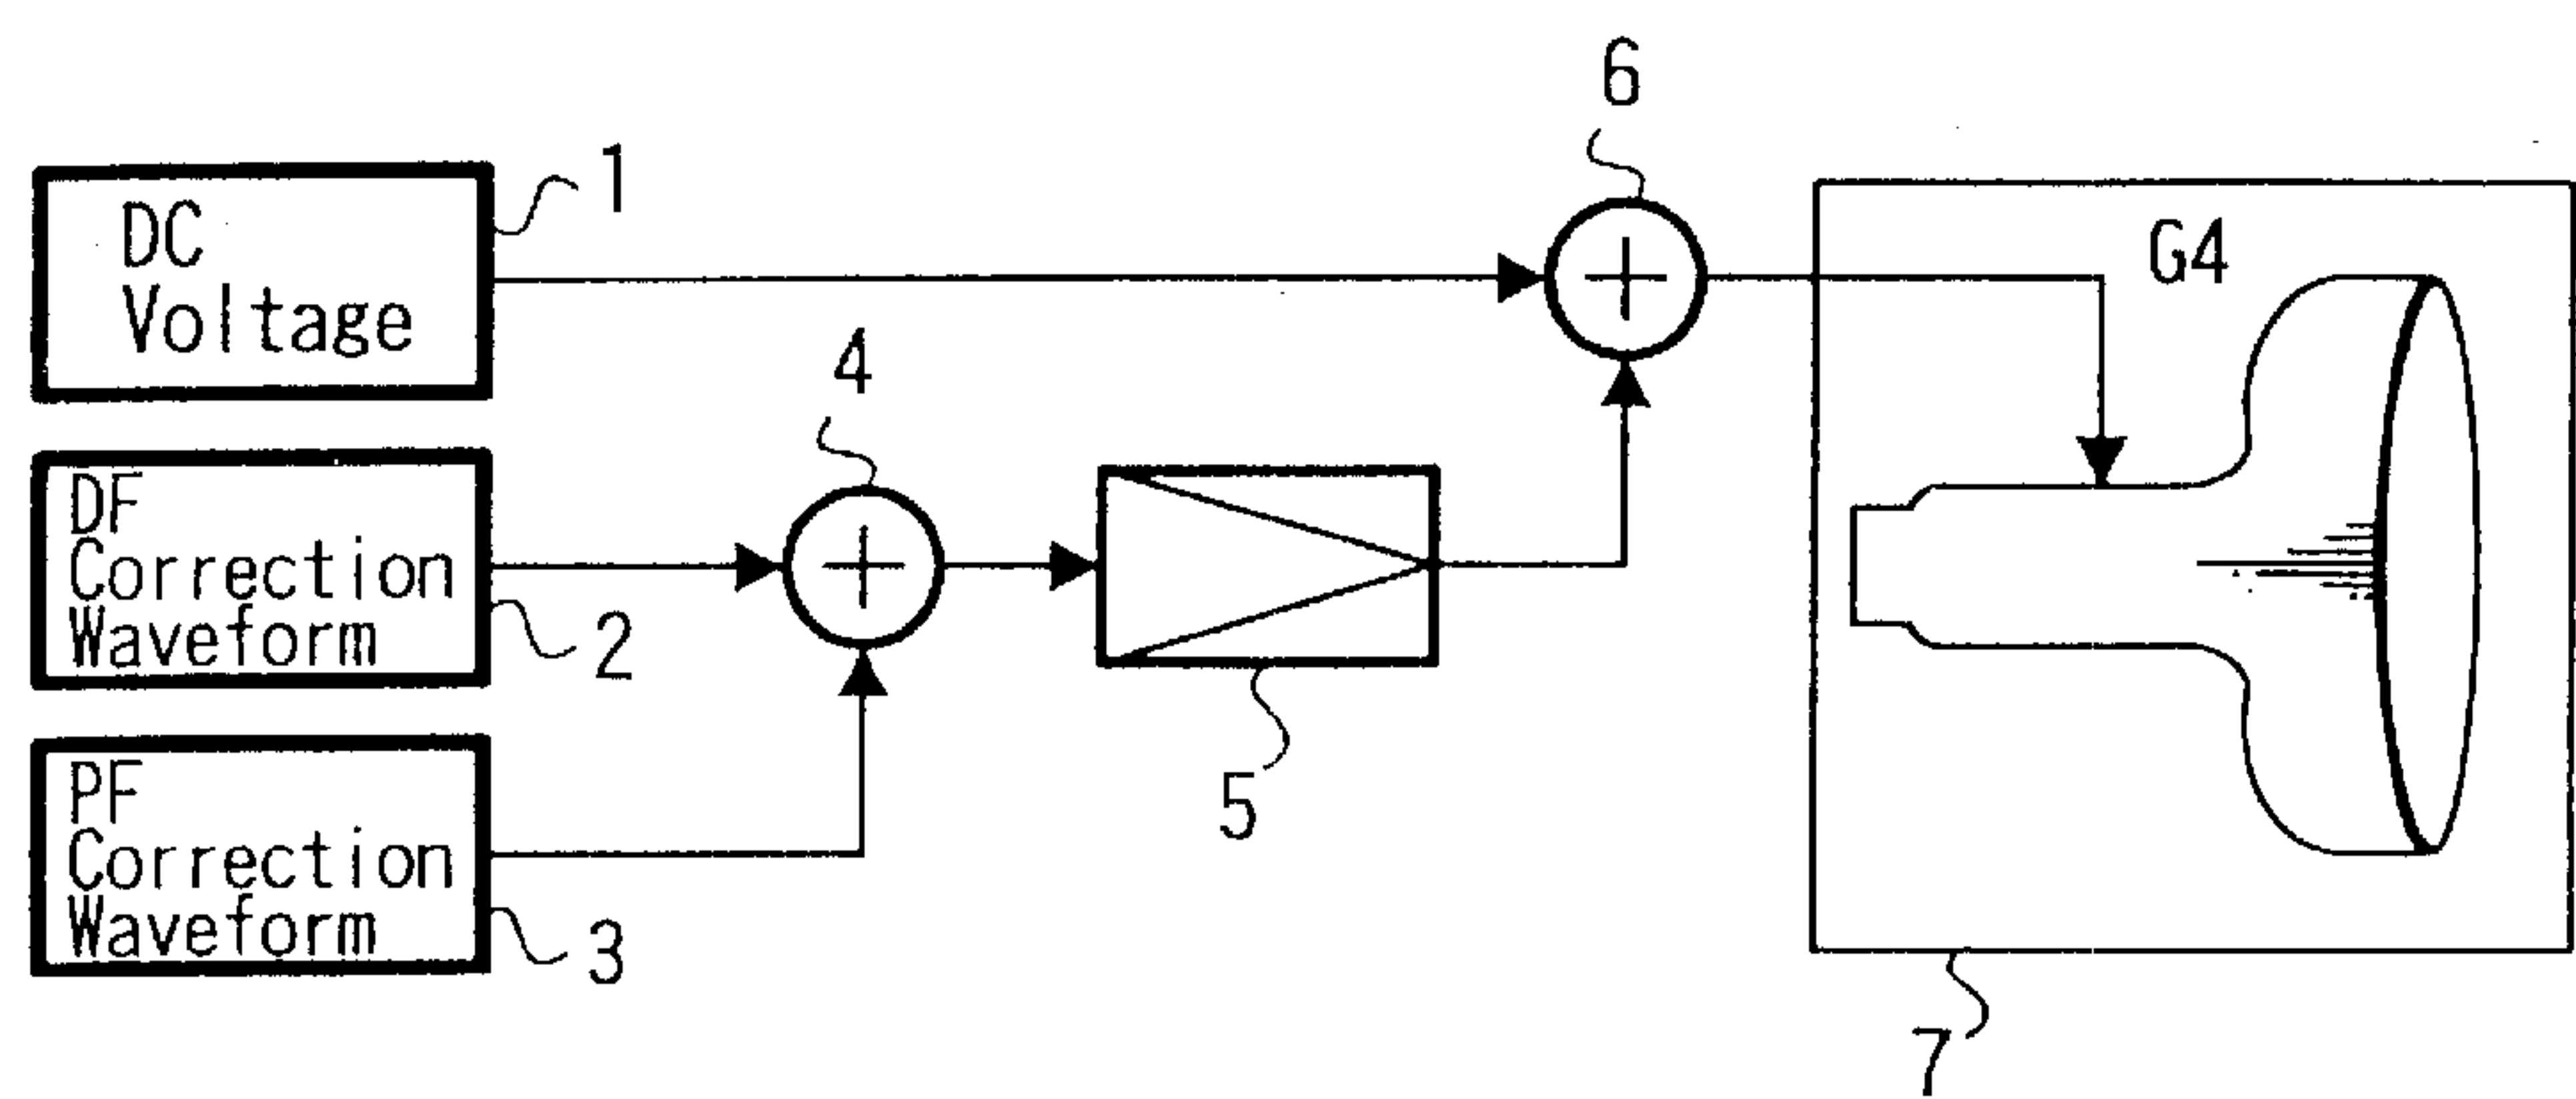 6
1
DC
Voltage
G4
4
DF
Correction
Waveform
2
PF
Correction
Waveform
3
5
7